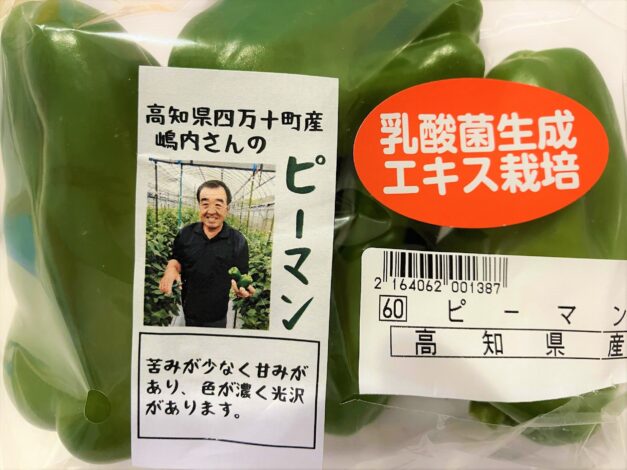 高知県四万十町産
嶋内さんの
ピーマン
苦みが少なく甘みが
あり、色が濃く光沢
があります。
乳酸菌生成
エキス栽培
2 164062 001387
60 ピーマン
高知県産